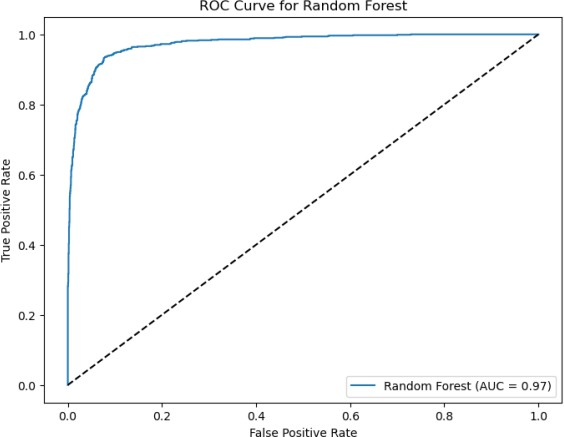 ROC Curve for Random Forest
True Positive Rate
1.0
0.8
0.6
0.4
0.2
0.0
Random Forest (AUC = 0.97)
0.0 0.2 0.4 0.6 0.8 1.0
False Positive Rate